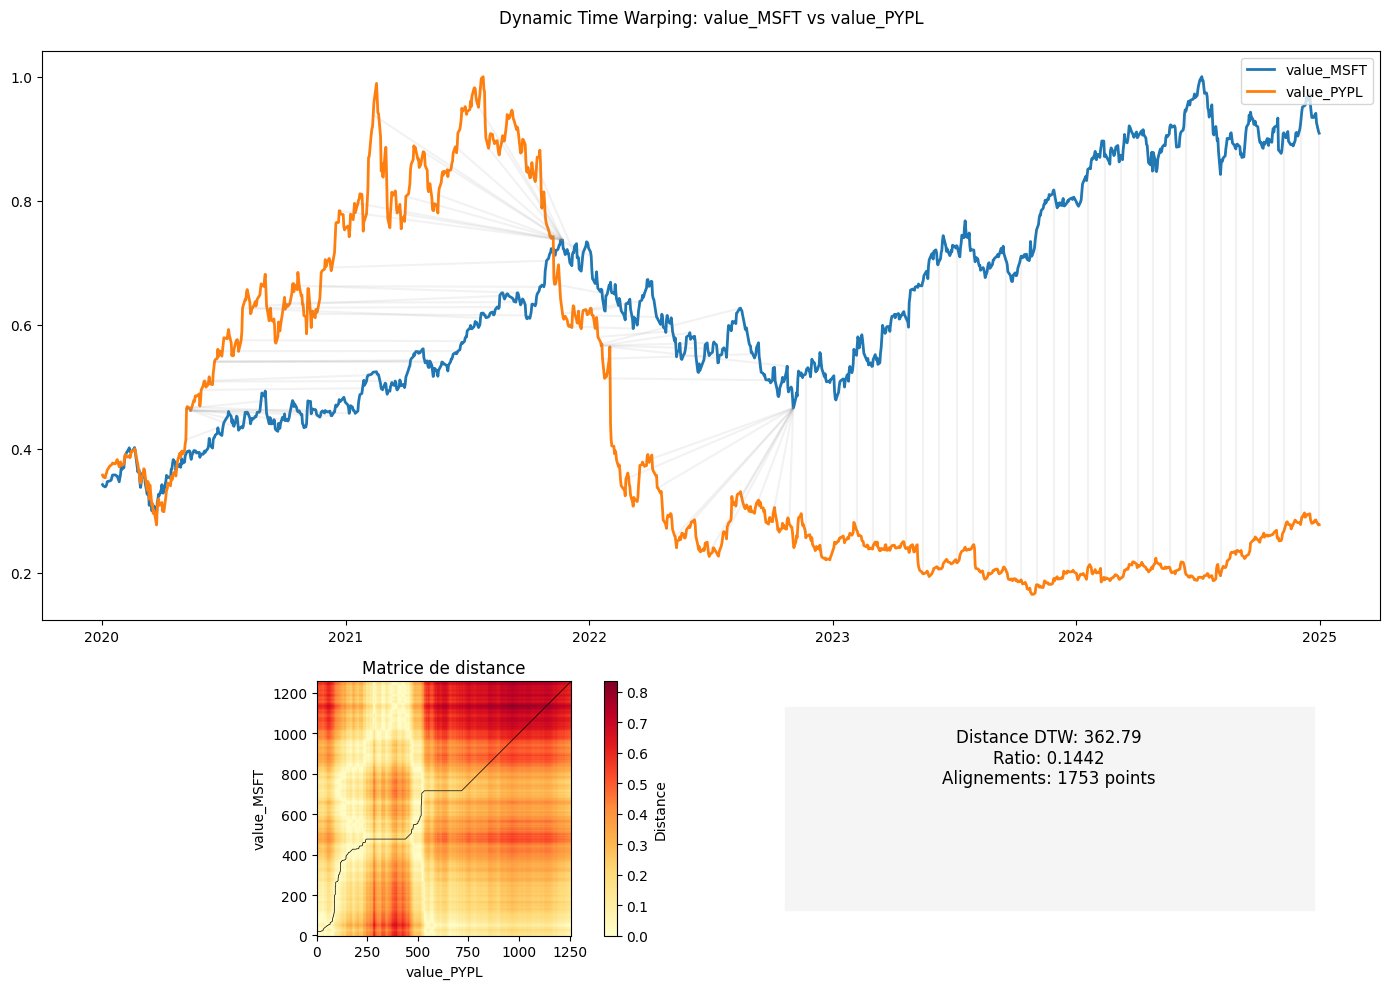 Dynamic Time Warping: value_MSFT vs value_PYPL
value_MSFT
value_PYPL
1.0
0.8
0.6
0.4
0.2
2020 2021 2022 2023 2024 2025
Matrice de distance
value_MSFT
1200
1000
800
600
400
200
0
0 250 500 750 1000 1250
value_PYPL
0.8
0.7
0.6
0.5
0.4
0.3
0.2
0.1
0.0
Distance
Distance DTW: 362.79
Ratio: 0.1442
Alignements: 1753 points